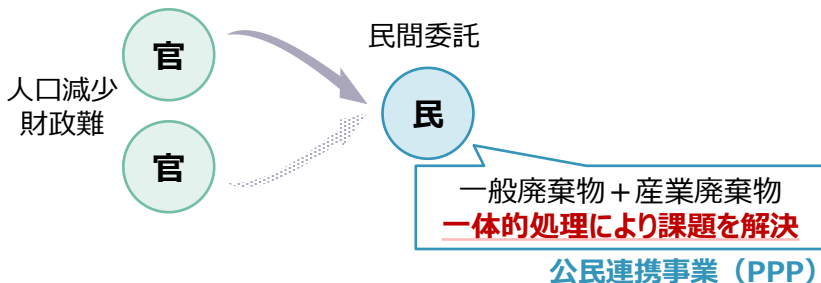 官
民間委託
人口減少
財政難
民
官
一般廃棄物＋産業廃棄物
一体的処理により課題を解決
公民連携事業（PPP）